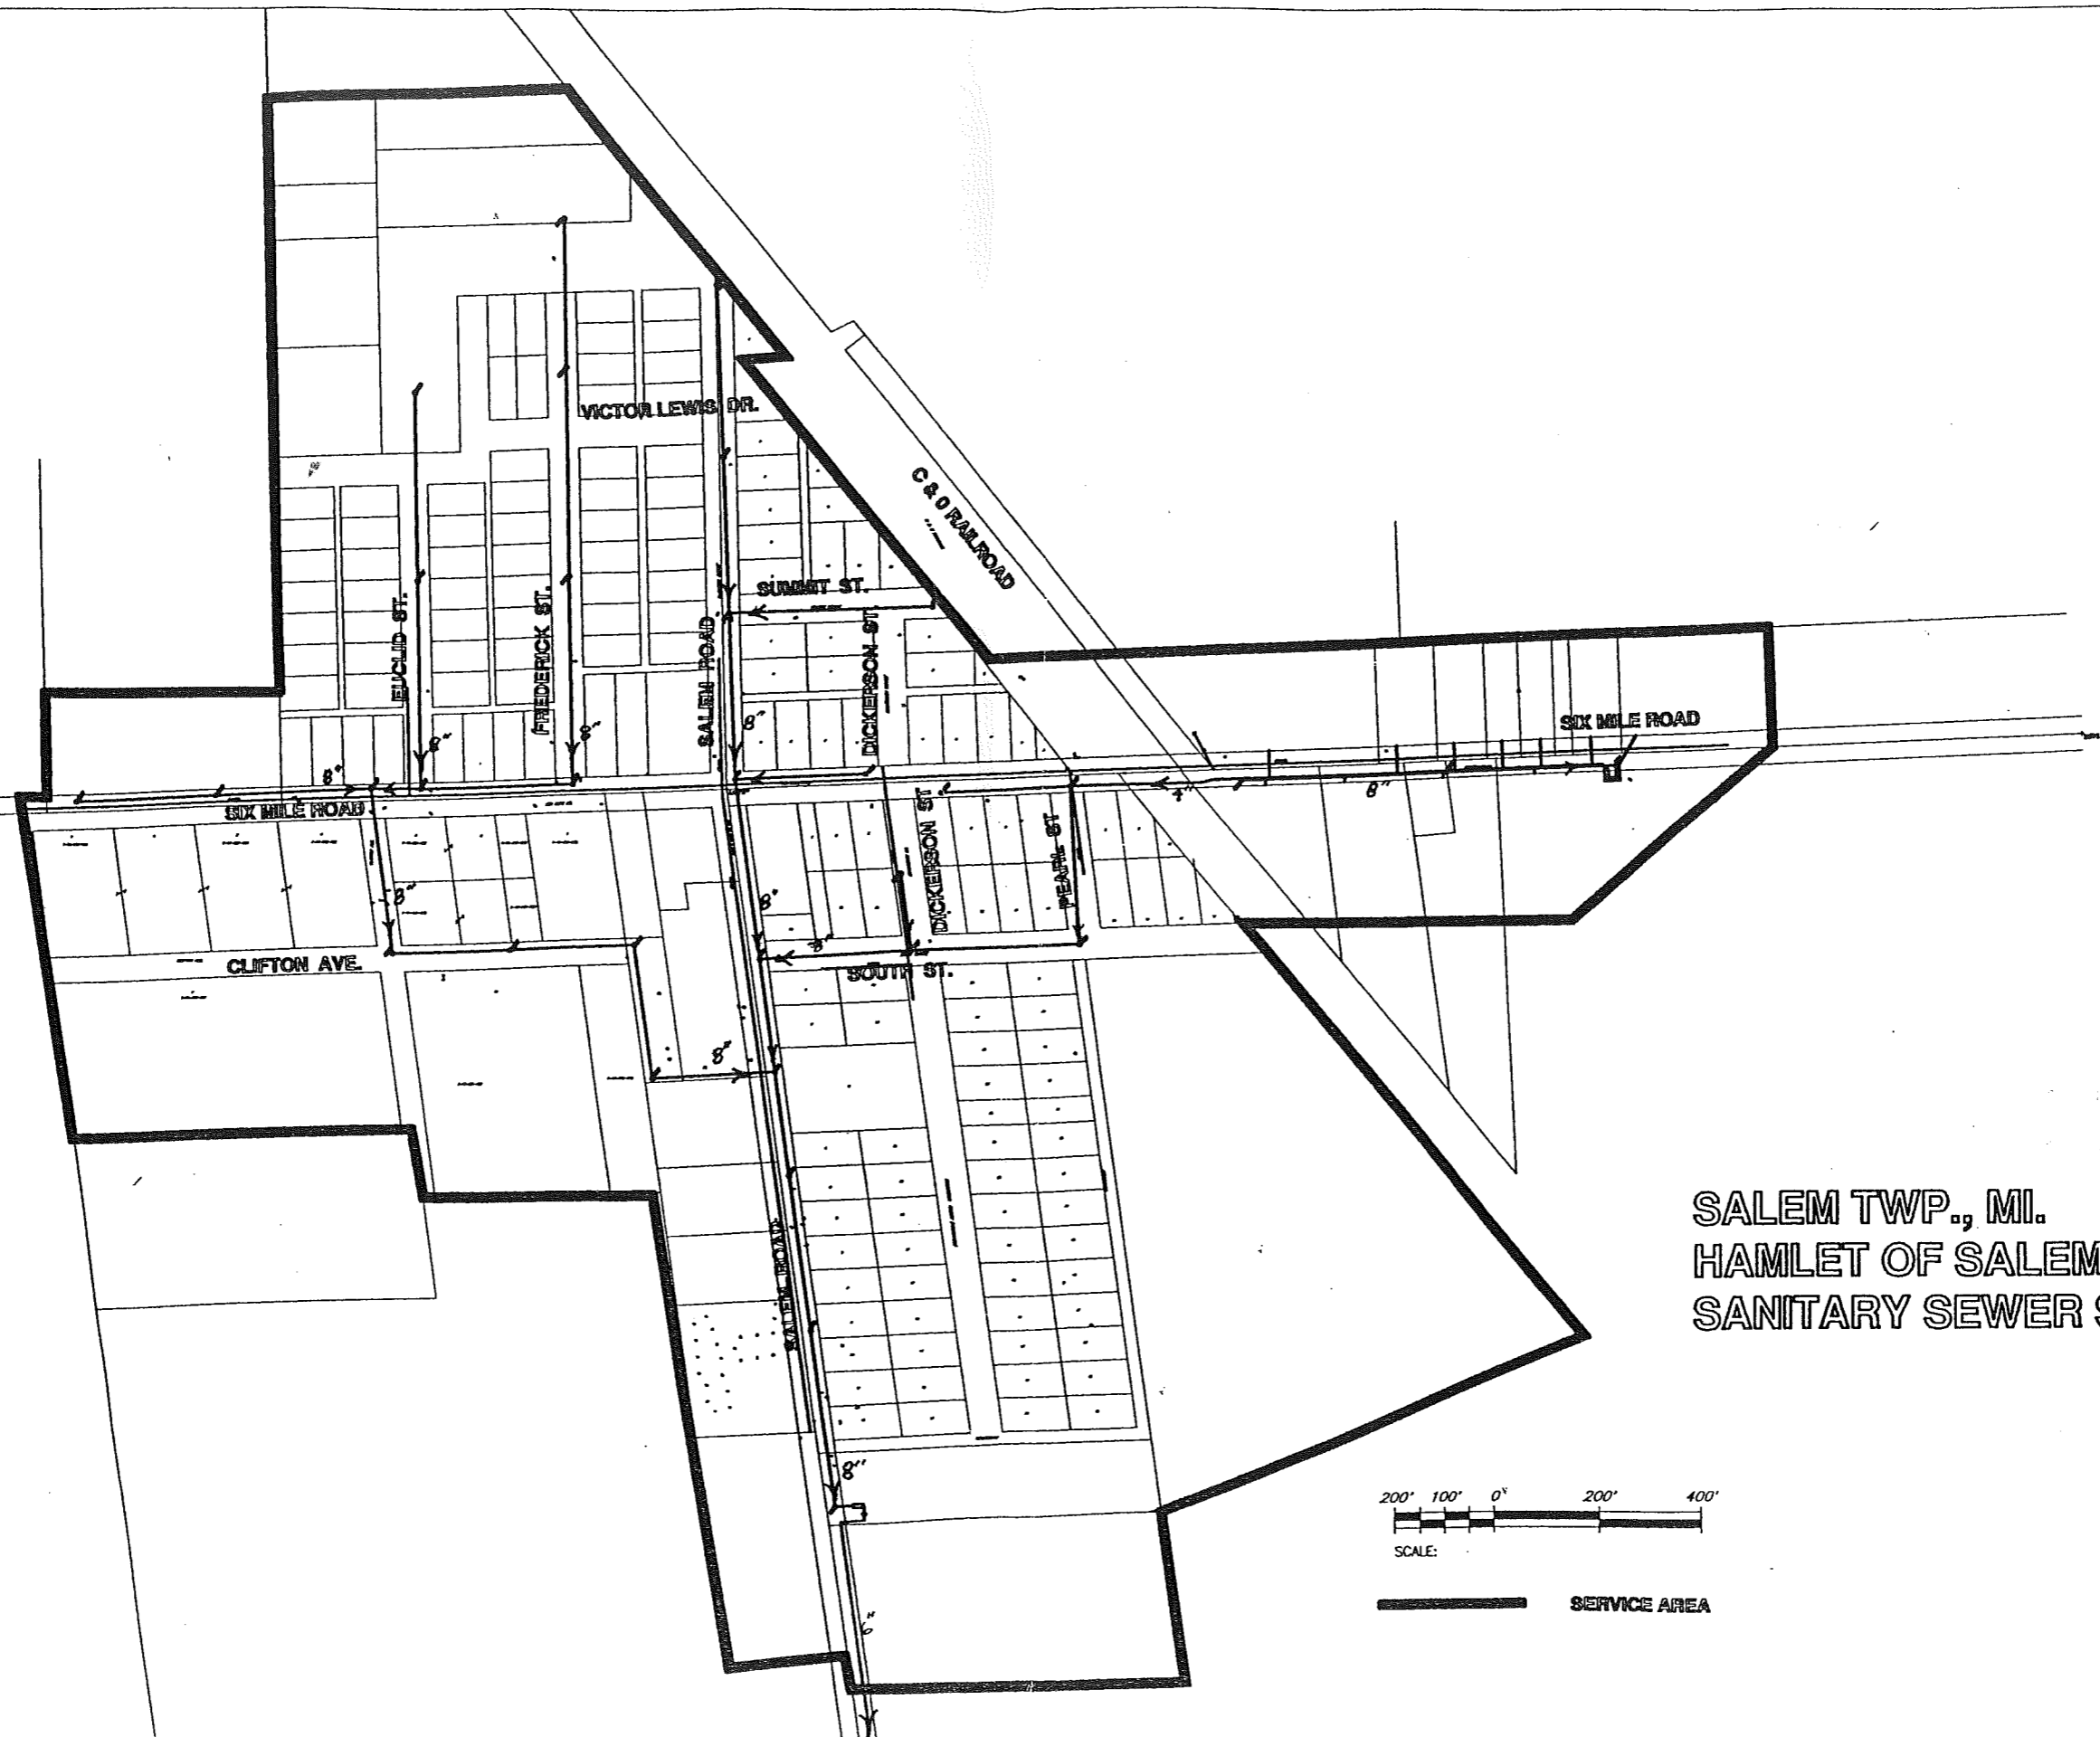 VICTOR LEWIS DR.
C & O RAILROAD
SUMMIT ST.
EUCLID ST.
FREDERICK ST.
SALEM ROAD
DICKERSON ST.
SIX MILE ROAD
8"
8"
8"
8"
SIX MILE ROAD
4"
8"
DICKERSON ST.
PEARL ST
8"
8"
8"
CLIFTON AVE.
SOUTH ST.
8"
SALEM TWP., MI.
HAMLET OF SALEM
SANITARY SEWER S
SALEM ROAD
8"
200' 100' 0' 200' 400'
SCALE:
SERVICE AREA
6"